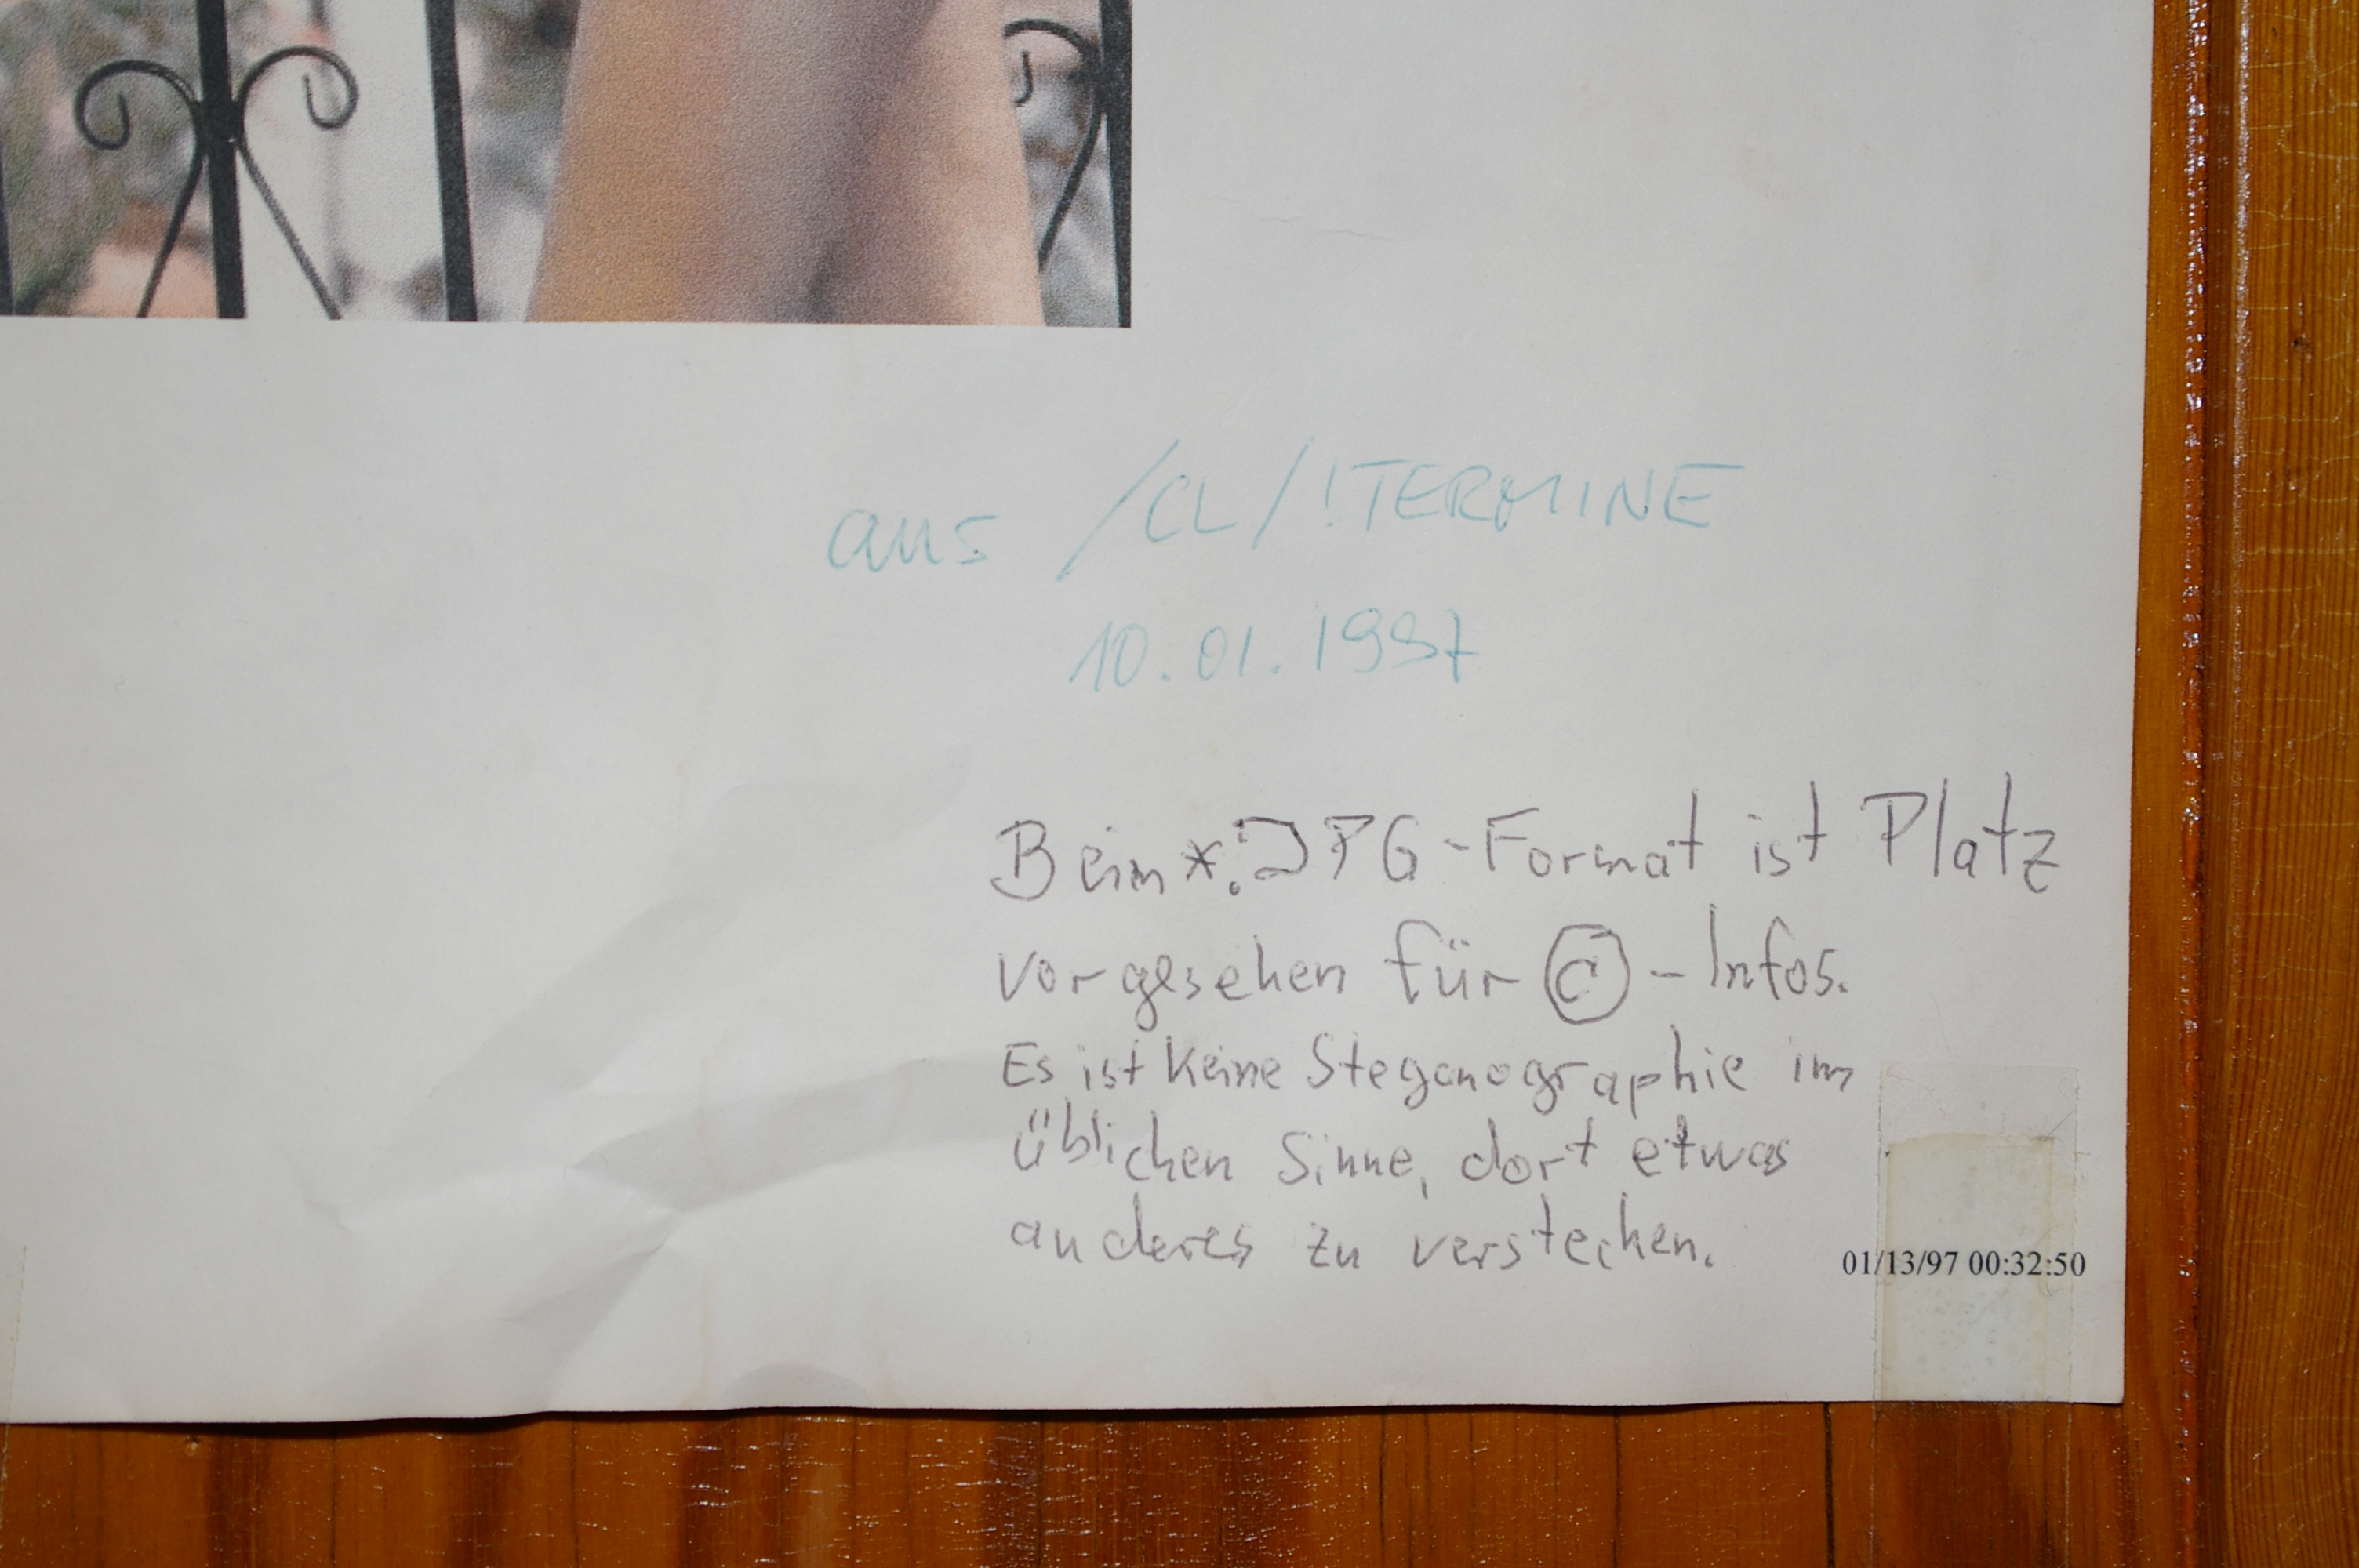 aus /CL/!TERMINE
10.01.1997
Beim *.JPG-Format ist Platz
vorgesehen für ©-Infos.
Es ist keine Steganographie im
üblichen Sinne, dort etwas
anderes zu verstecken.
01/13/97 00:32:50